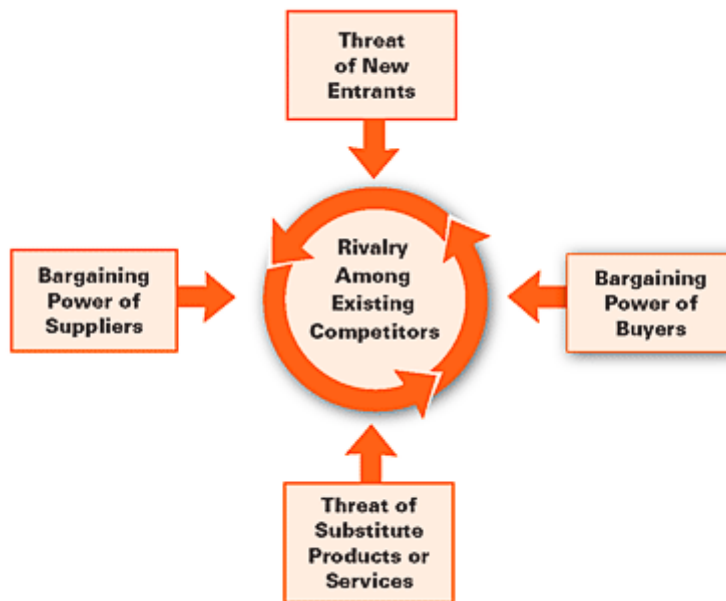 Threat
of New
Entrants
Bargaining
Power of
Suppliers
Rivalry
Among
Existing
Competitors
Bargaining
Power of
Buyers
Threat of
Substitute
Products or
Services